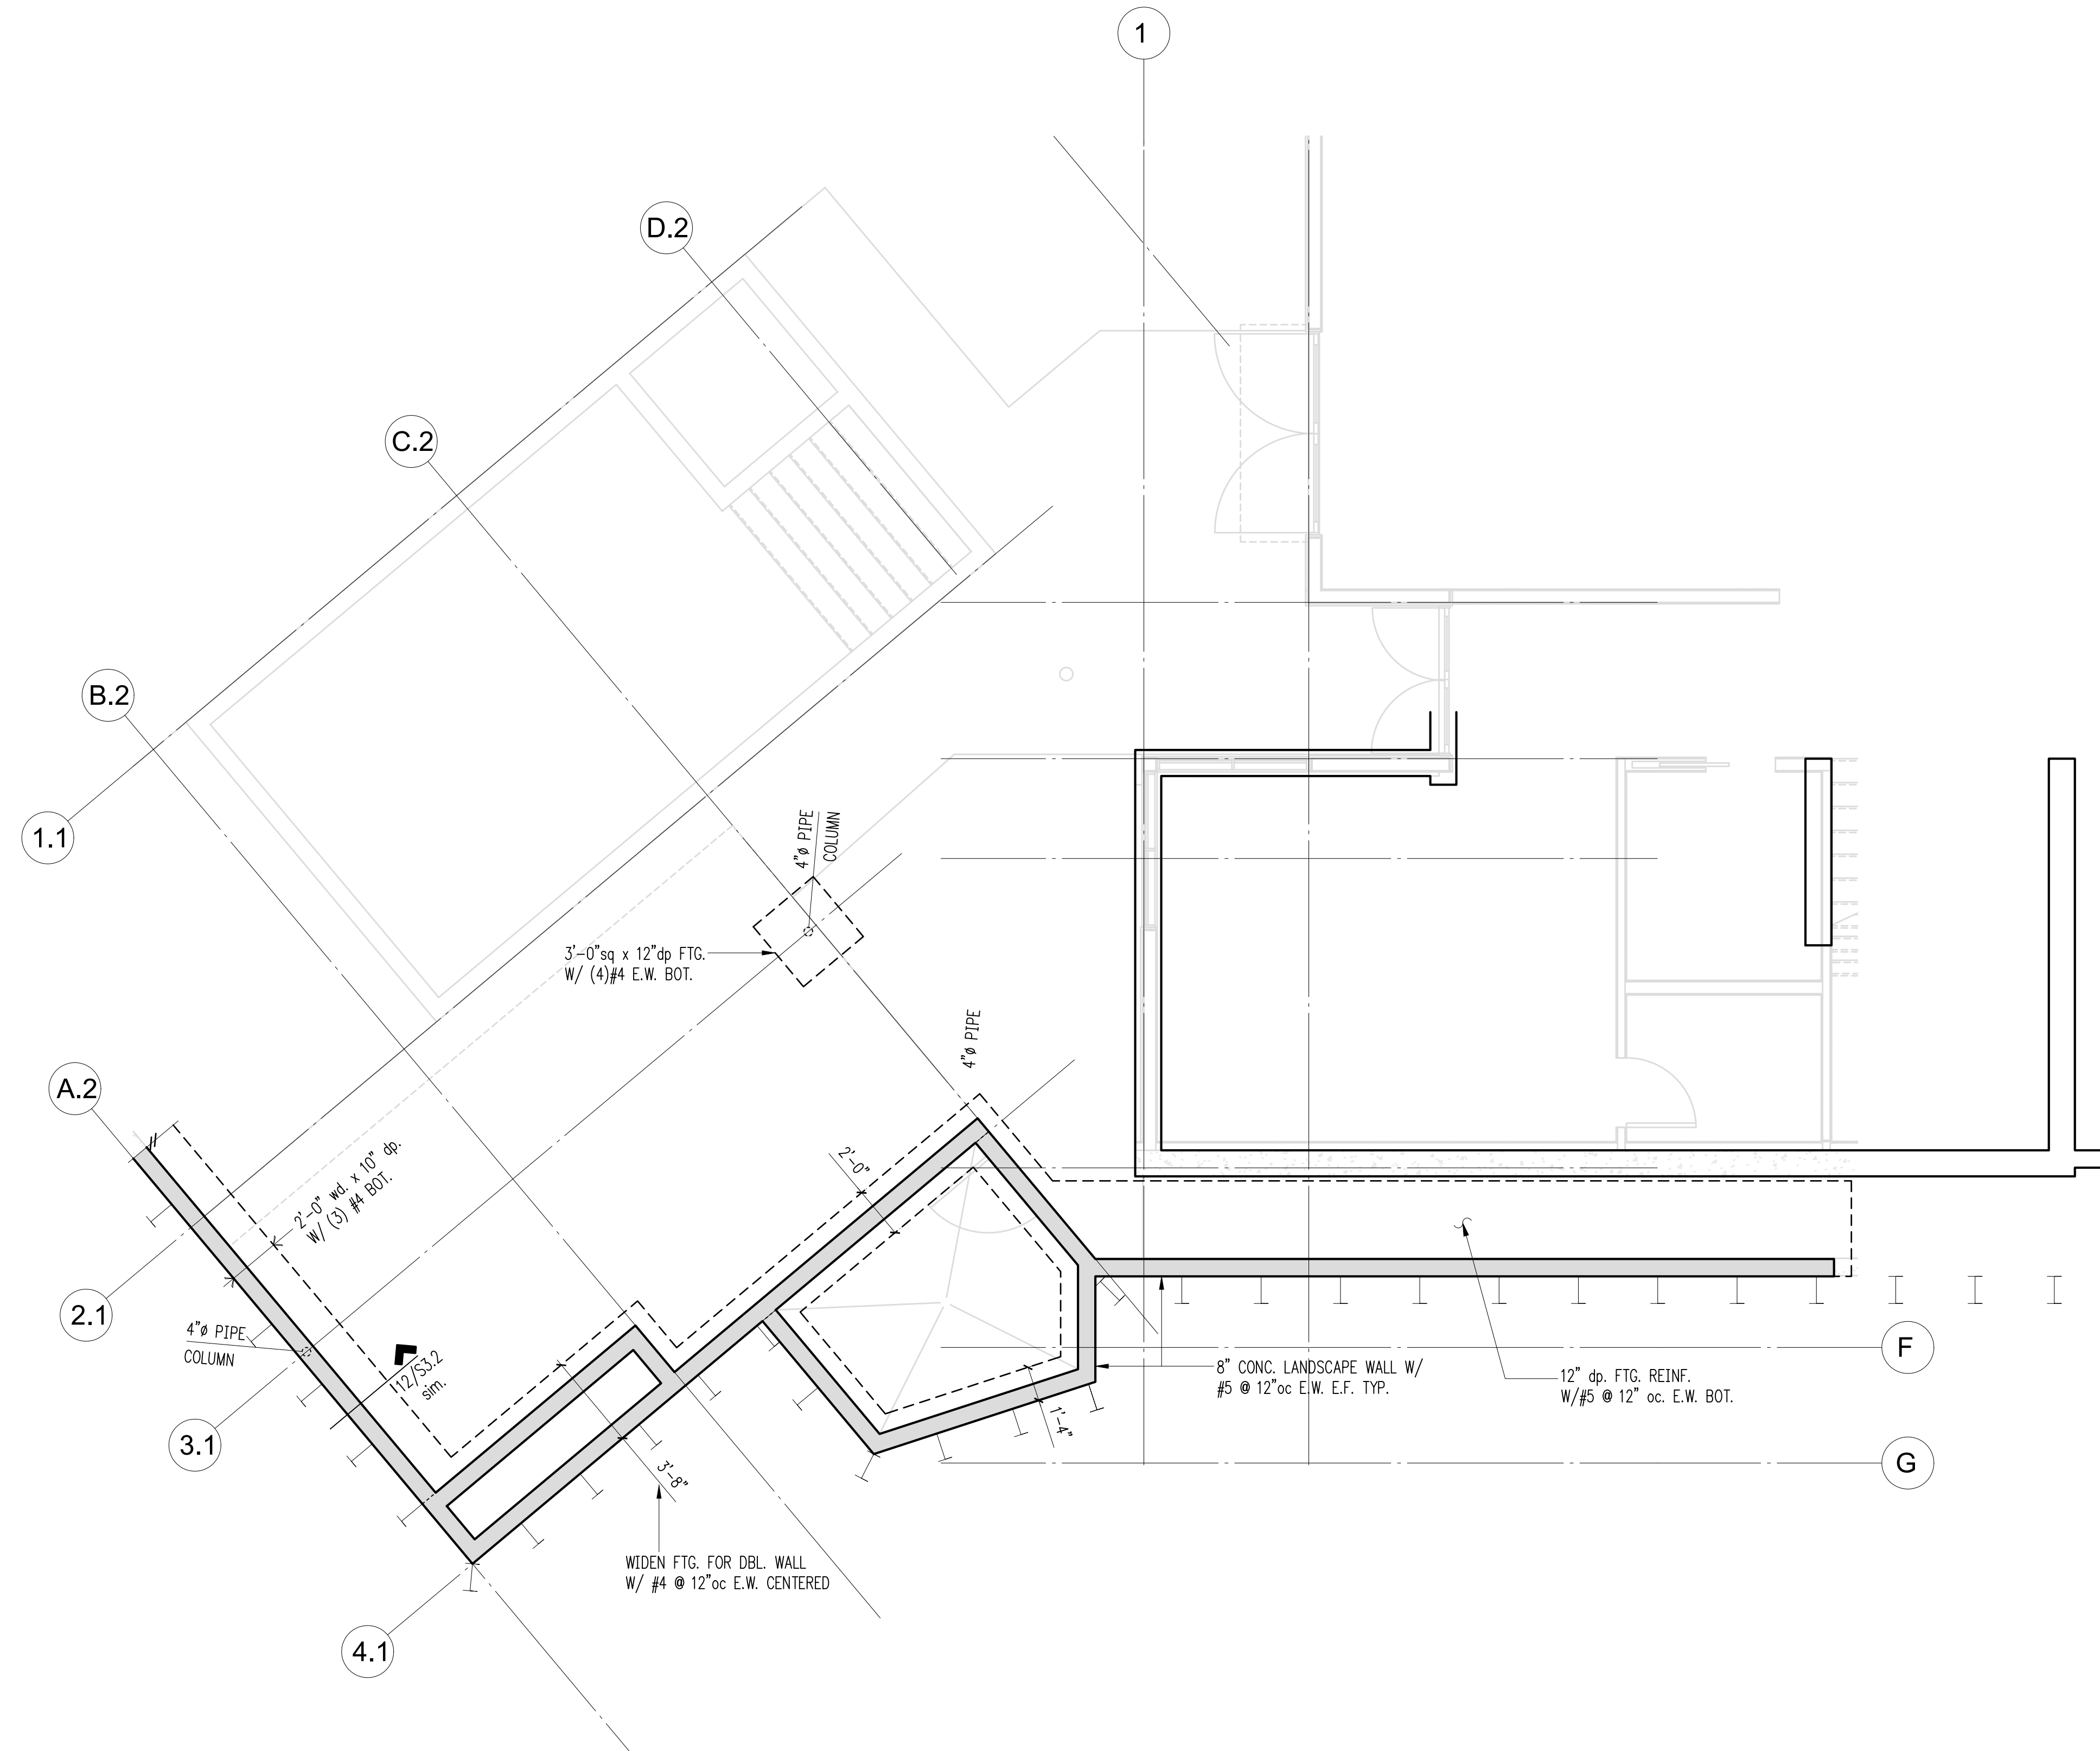 1
D.2
C.2
B.2
1.1
4"ø PIPE
COLUMN
3'-0"sq x 12"dp FTG.
W/ (4)#4 E.W. BOT.
4"ø PIPE
A.2
2'-0" wd. x 10" dp.
W/ (3) #4 BOT.
2'-0"
2.1
4"ø PIPE
COLUMN
12/S3.2
sim.
F
8" CONC. LANDSCAPE WALL W/
#5 @ 12"oc E.W. E.F. TYP.
12" dp. FTG. REINF.
W/#5 @ 12" oc. E.W. BOT.
1'-4"
3.1
3'-8"
G
WIDEN FTG. FOR DBL. WALL
W/ #4 @ 12"oc E.W. CENTERED
4.1